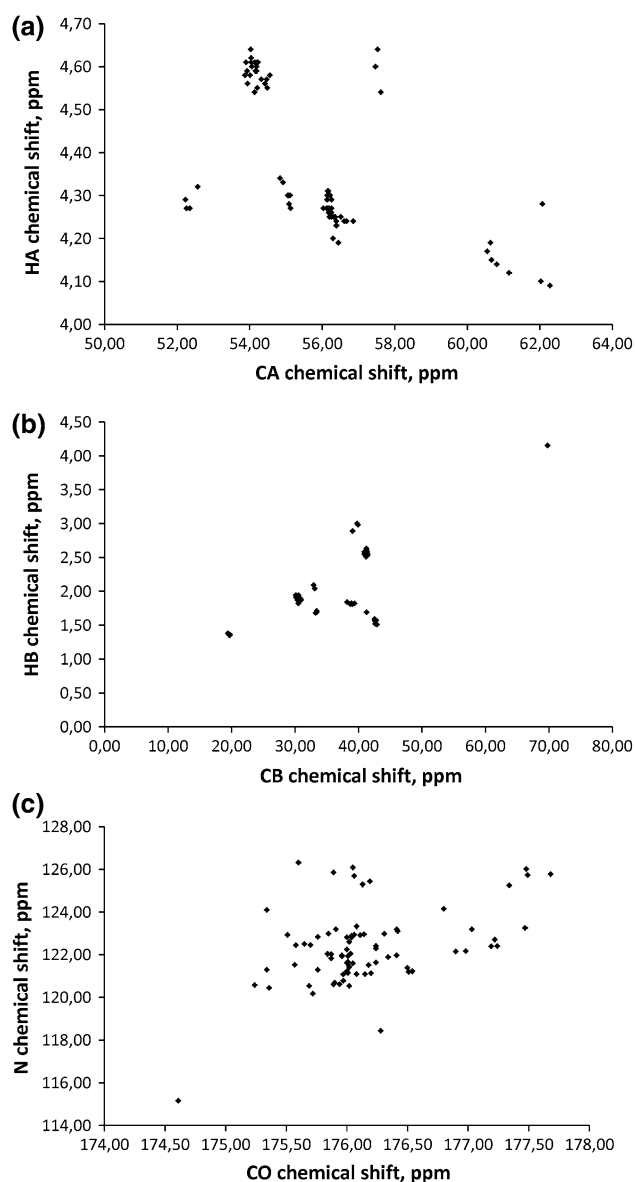 (a)
HA chemical shift, ppm
4,70
4,60
4,50
4,40
4,30
4,20
4,10
4,00
50,00 52,00 54,00 56,00 58,00 60,00 62,00 64,00
CA chemical shift, ppm
(b)
HB chemical shift, ppm
4,50
4,00
3,50
3,00
2,50
2,00
1,50
1,00
0,50
0,00
0,00 10,00 20,00 30,00 40,00 50,00 60,00 70,00 80,00
CB chemical shift, ppm
(c)
N chemical shift, ppm
128,00
126,00
124,00
122,00
120,00
118,00
116,00
114,00
174,00 174,50 175,00 175,50 176,00 176,50 177,00 177,50 178,00
CO chemical shift, ppm